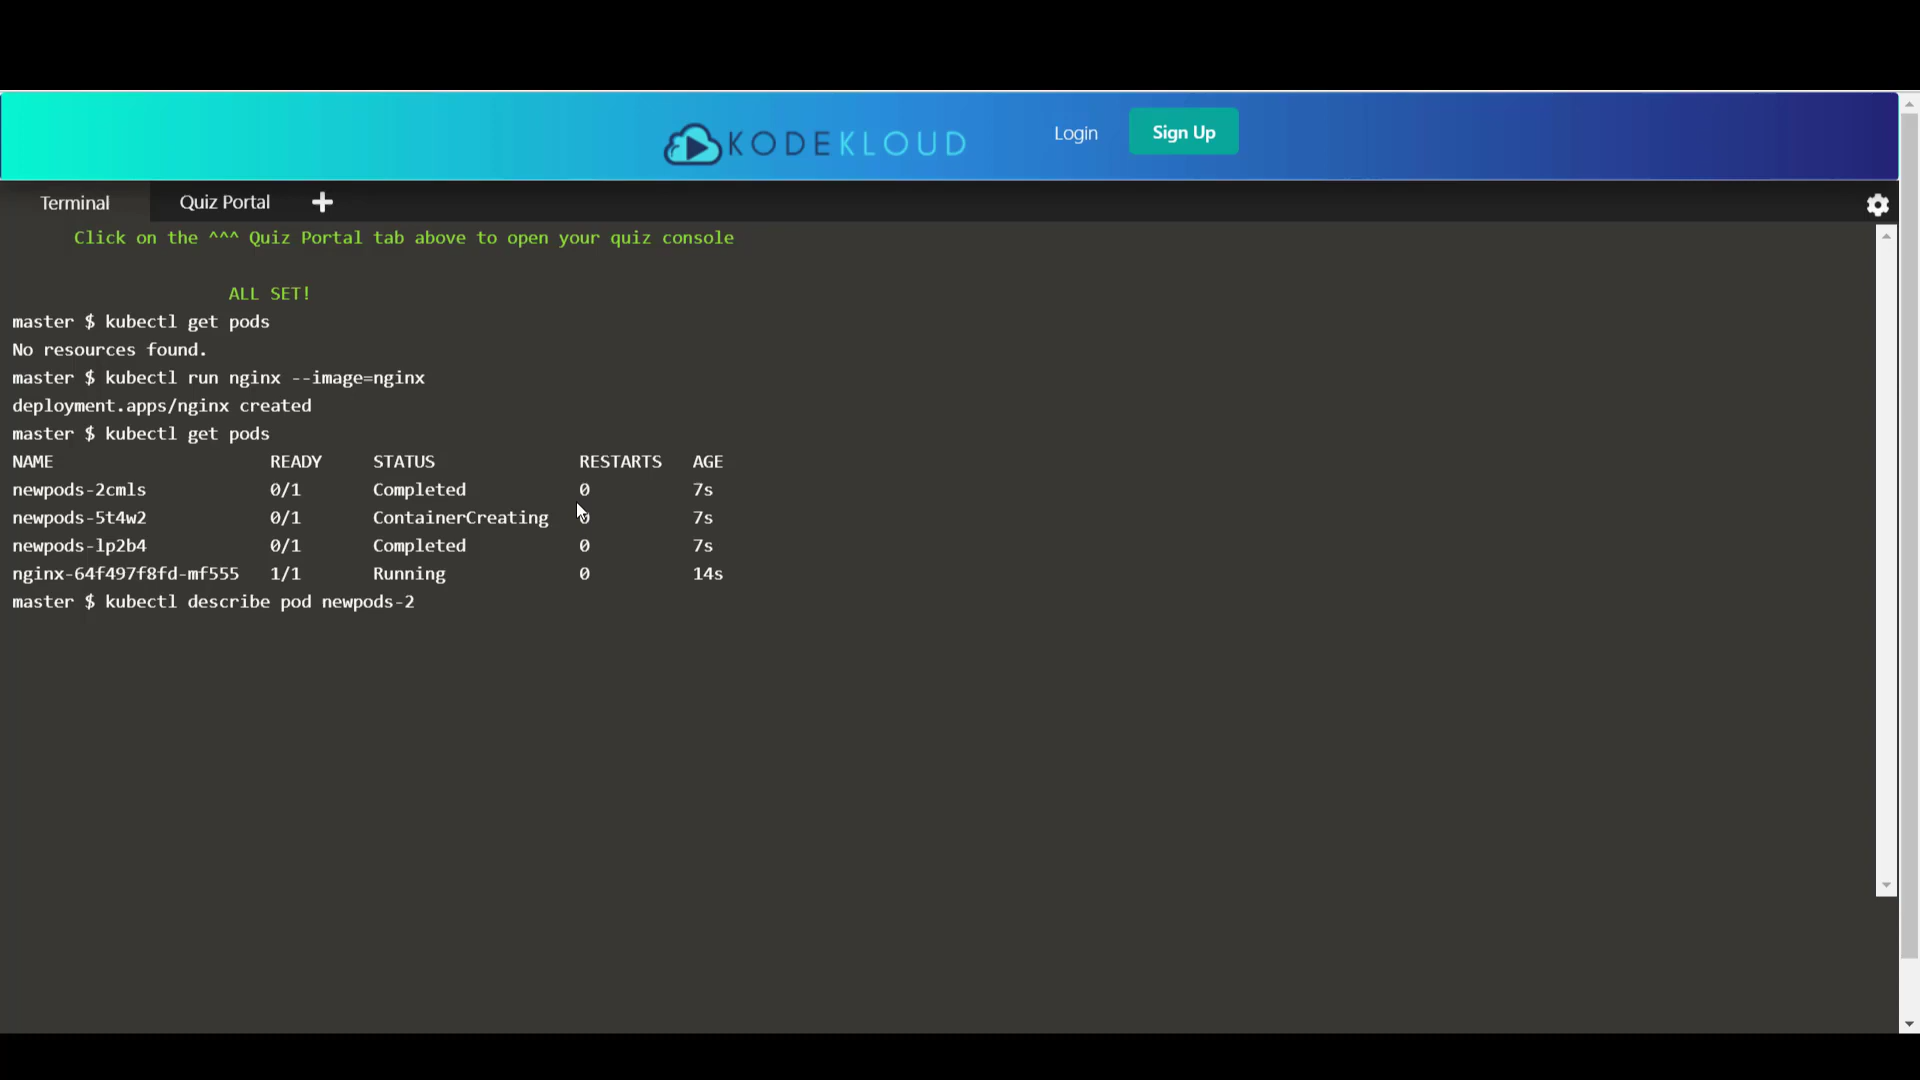 KODEKLOUD
Login
Sign Up
Terminal
Quiz Portal
Click on the ^^^ Quiz Portal tab above to open your quiz console
ALL SET!
master $ kubectl get pods
No resources found.
master $ kubectl run nginx --image=nginx
deployment.apps/nginx created
master $ kubectl get pods
NAME READY STATUS RESTARTS AGE
newpods-2cmls 0/1 Completed 0 7s
newpods-5t4w2 0/1 ContainerCreating 0 7s
newpods-lp2b4 0/1 Completed 0 7s
nginx-64f497f8fd-mf555 1/1 Running 0 14s
master $ kubectl describe pod newpods-2